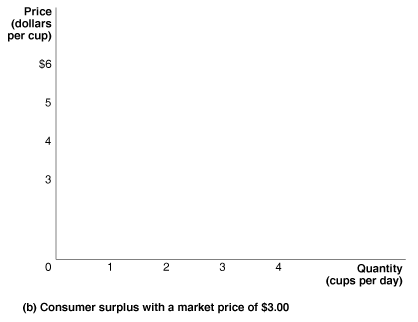 Price
(dollars
per cup)
$6
5
4
3
0 1 2 3 4 Quantity
(cups per day)
(b) Consumer surplus with a market price of $3.00